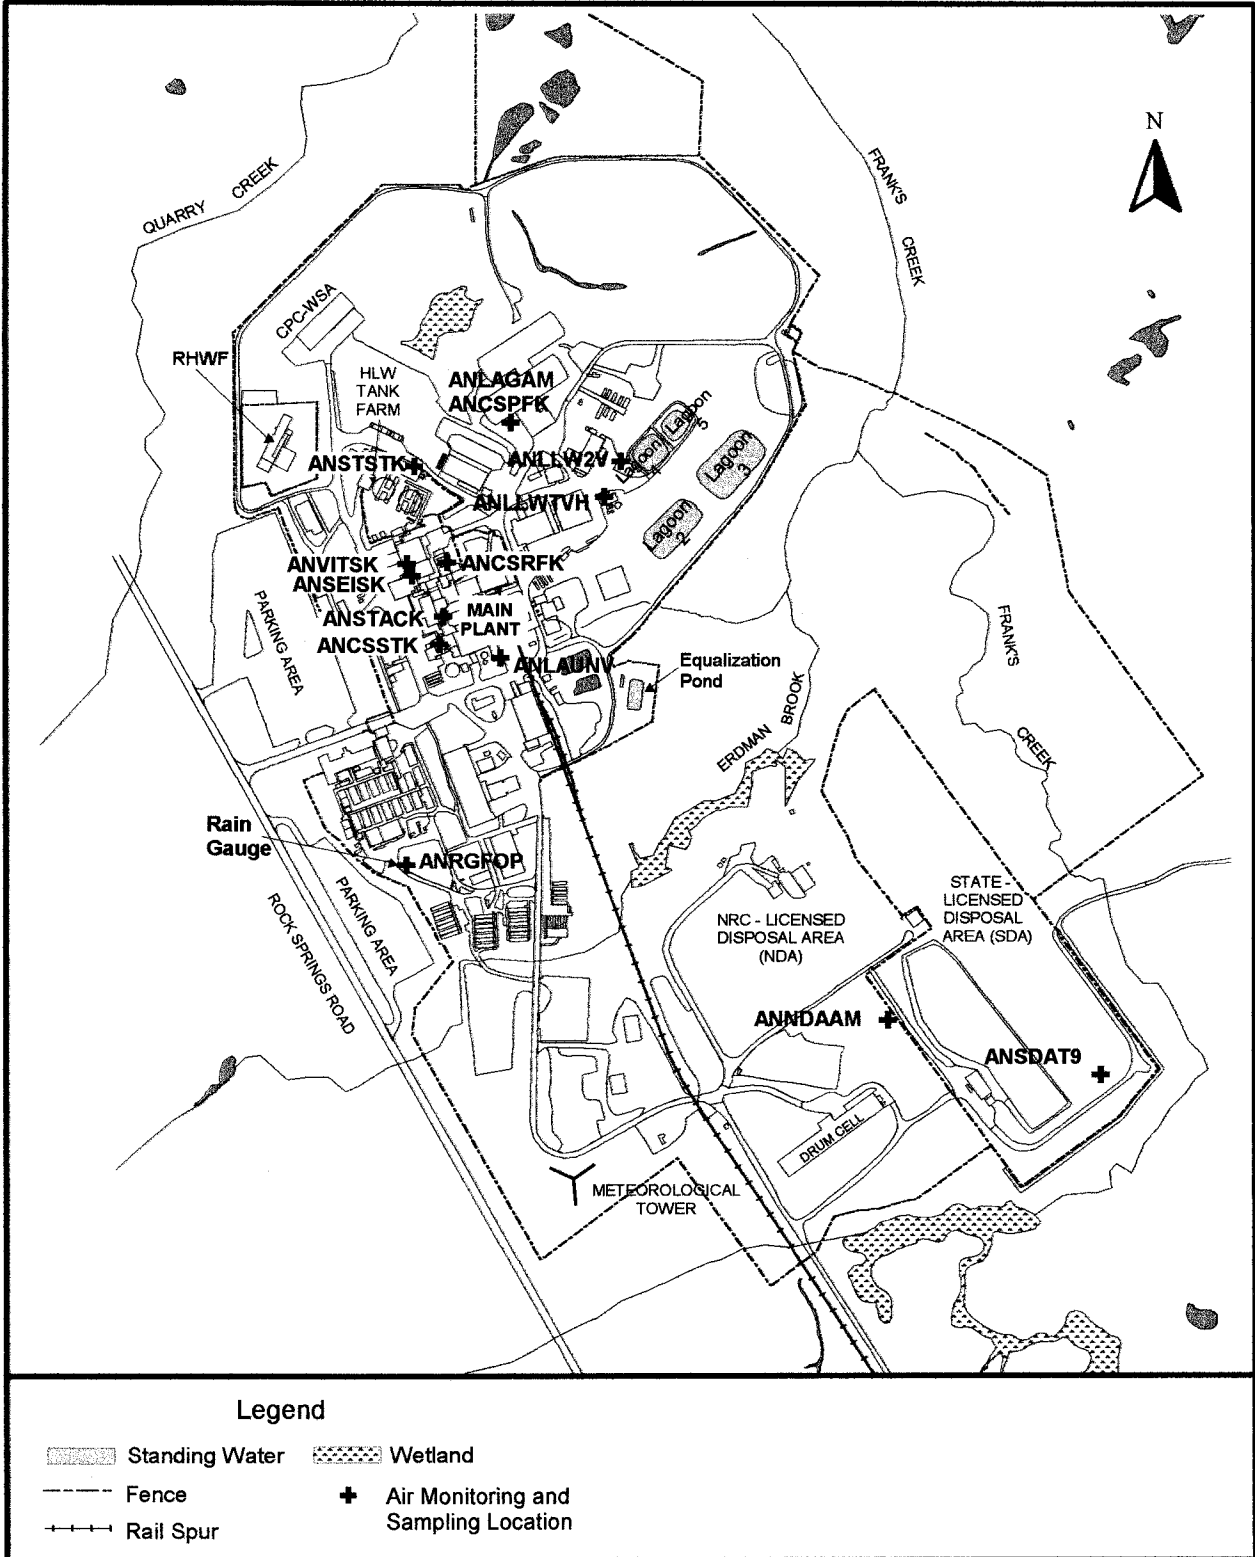 N
QUARRY CREEK
FRANK'S
CREEK
CPC-WSA
RHWF
HLW
TANK
FARM
ANLAGAM
ANCSPFK
Lagoon
5
Lagoon
4
Lagoon
3
Lagoon
2
ANSTSTK
ANLLW2V
ANLLWTVH
ANVITSK
ANSEISK
ANCSRFK
ANSTACK
ANCSSTK
MAIN
PLANT
ANLAUNV
PARKING AREA
Equalization
Pond
FRANK'S
CREEK
ERDMAN BROOK
Rain
Gauge
ANRGFOP
PARKING AREA
ROCK SPRINGS ROAD
NRC - LICENSED
DISPOSAL AREA
(NDA)
STATE -
LICENSED
DISPOSAL
AREA (SDA)
ANNDAAM
ANSDAT9
DRUM CELL
METEOROLOGICAL
TOWER
Legend
Standing Water
Wetland
Fence
Air Monitoring and
Sampling Location
Rail Spur